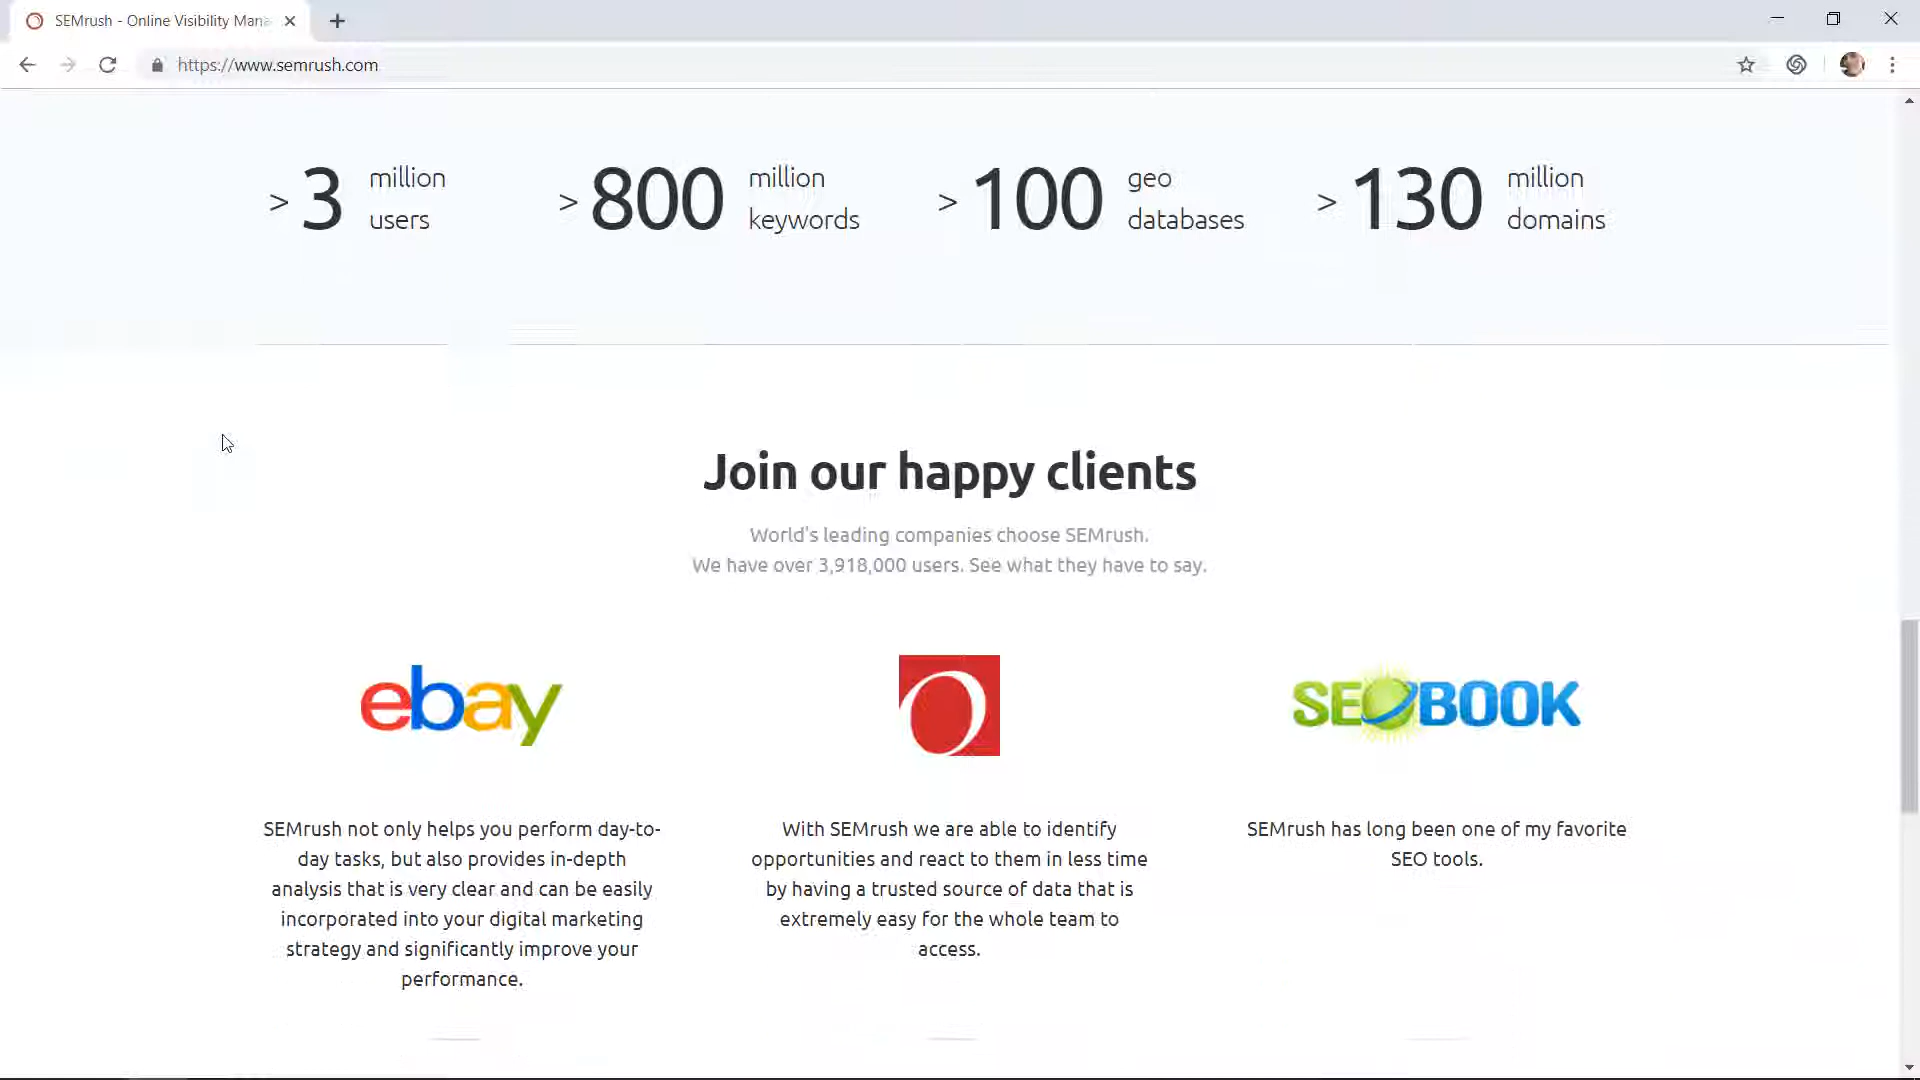 SEMrush - Online Visibility Mana
https://www.semrush.com
> 3 million users
> 800 million keywords
> 100 geo databases
> 130 million domains
Join our happy clients
World's leading companies choose SEMrush.
We have over 3,918,000 users. See what they have to say.
ebay
SEOBOOK
SEMrush not only helps you perform day-to-
day tasks, but also provides in-depth
analysis that is very clear and can be easily
incorporated into your digital marketing
strategy and significantly improve your
performance.
With SEMrush we are able to identify
opportunities and react to them in less time
by having a trusted source of data that is
extremely easy for the whole team to
access.
SEMrush has long been one of my favorite
SEO tools.